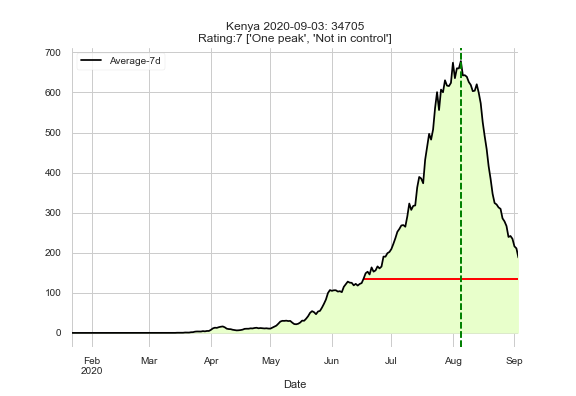 Kenya 2020-09-03: 34705
Rating:7 ['One peak', 'Not in control']
700
Average-7d
600
500
400
300
200
100
0
Feb Mar Apr May Jun Jul Aug Sep
2020
Date